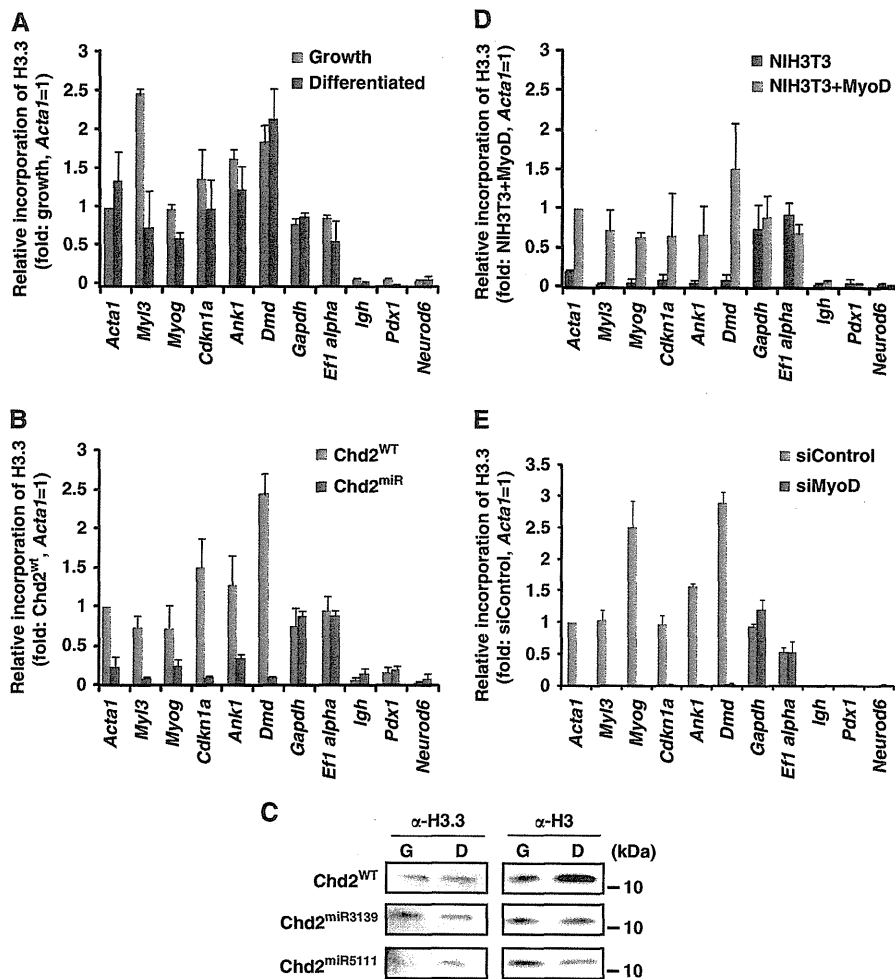 A
Relative incorporation of H3.3
(fold: growth, Acta1=1)
3
2.5
2
1.5
1
0.5
0
Growth
Differentiated
Acta1
Myl3
Myog
Cdkn1a
Ank1
Dmd
Gapdh
Ef1 alpha
Igh
Pdx1
Neurod6
D
Relative incorporation of H3.3
(fold: NIH3T3+MyoD, Acta1=1)
3
2.5
2
1.5
1
0.5
0
NIH3T3
NIH3T3+MyoD
Acta1
Myl3
Myog
Cdkn1a
Ank1
Dmd
Gapdh
Ef1 alpha
Igh
Pdx1
Neurod6
B
Relative incorporation of H3.3
(fold: Chd2wt, Acta1=1)
3
2.5
2
1.5
1
0.5
0
Chd2WT
Chd2miR
Acta1
Myl3
Myog
Cdkn1a
Ank1
Dmd
Gapdh
Ef1 alpha
Igh
Pdx1
Neurod6
E
Relative incorporation of H3.3
(fold: siControl, Acta1=1)
3.5
3
2.5
2
1.5
1
0.5
0
siControl
siMyoD
Acta1
Myl3
Myog
Cdkn1a
Ank1
Dmd
Gapdh
Ef1 alpha
Igh
Pdx1
Neurod6
C
α-H3.3 α-H3
G D G D (kDa)
Chd2WT – 10
Chd2miR3139 – 10
Chd2miR5111 – 10